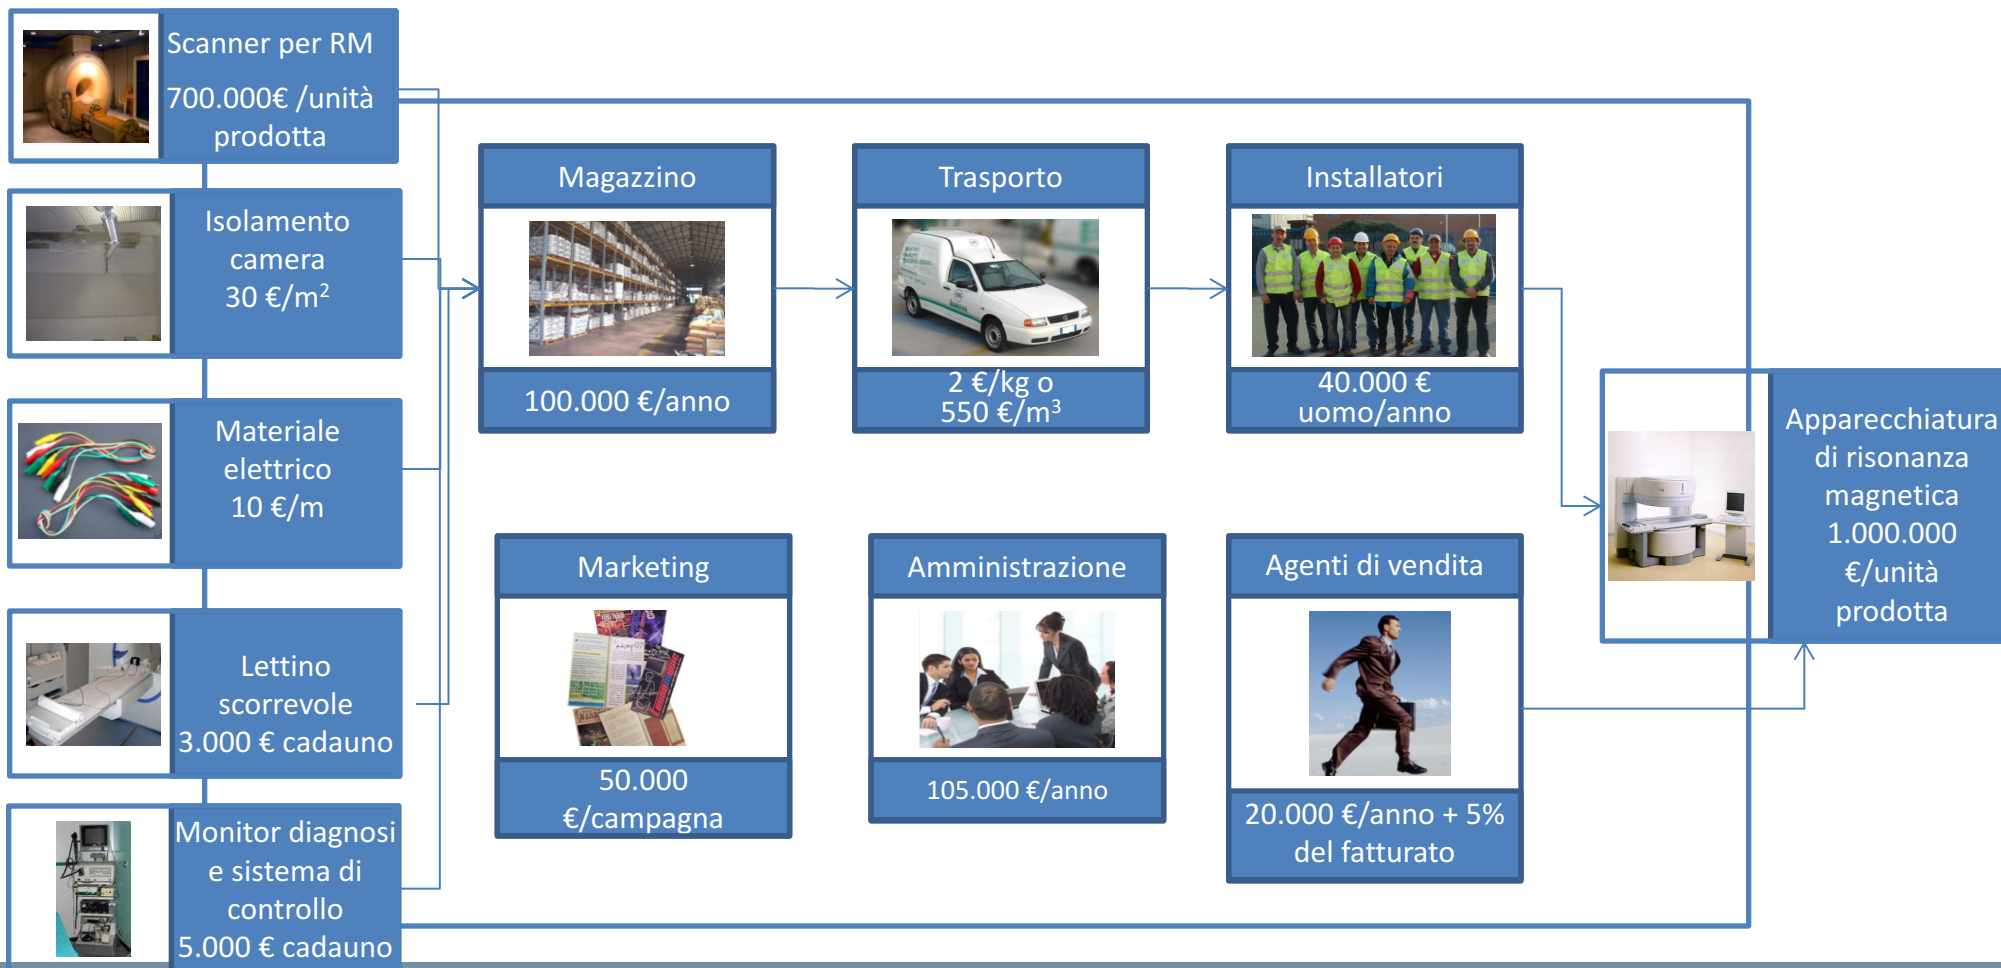 Scanner per RM
700.000€ /unità
prodotta
Isolamento
camera
30 €/m²
Materiale
elettrico
10 €/m
Lettino
scorrevole
3.000 € cadauno
Monitor diagnosi
e sistema di
controllo
5.000 € cadauno
Magazzino
100.000 €/anno
Trasporto
2 €/kg o
550 €/m³
Installatori
40.000 €
uomo/anno
Marketing
50.000
€/campagna
Amministrazione
105.000 €/anno
Agenti di vendita
20.000 €/anno + 5%
del fatturato
Apparecchiatura
di risonanza
magnetica
1.000.000
€/unità
prodotta